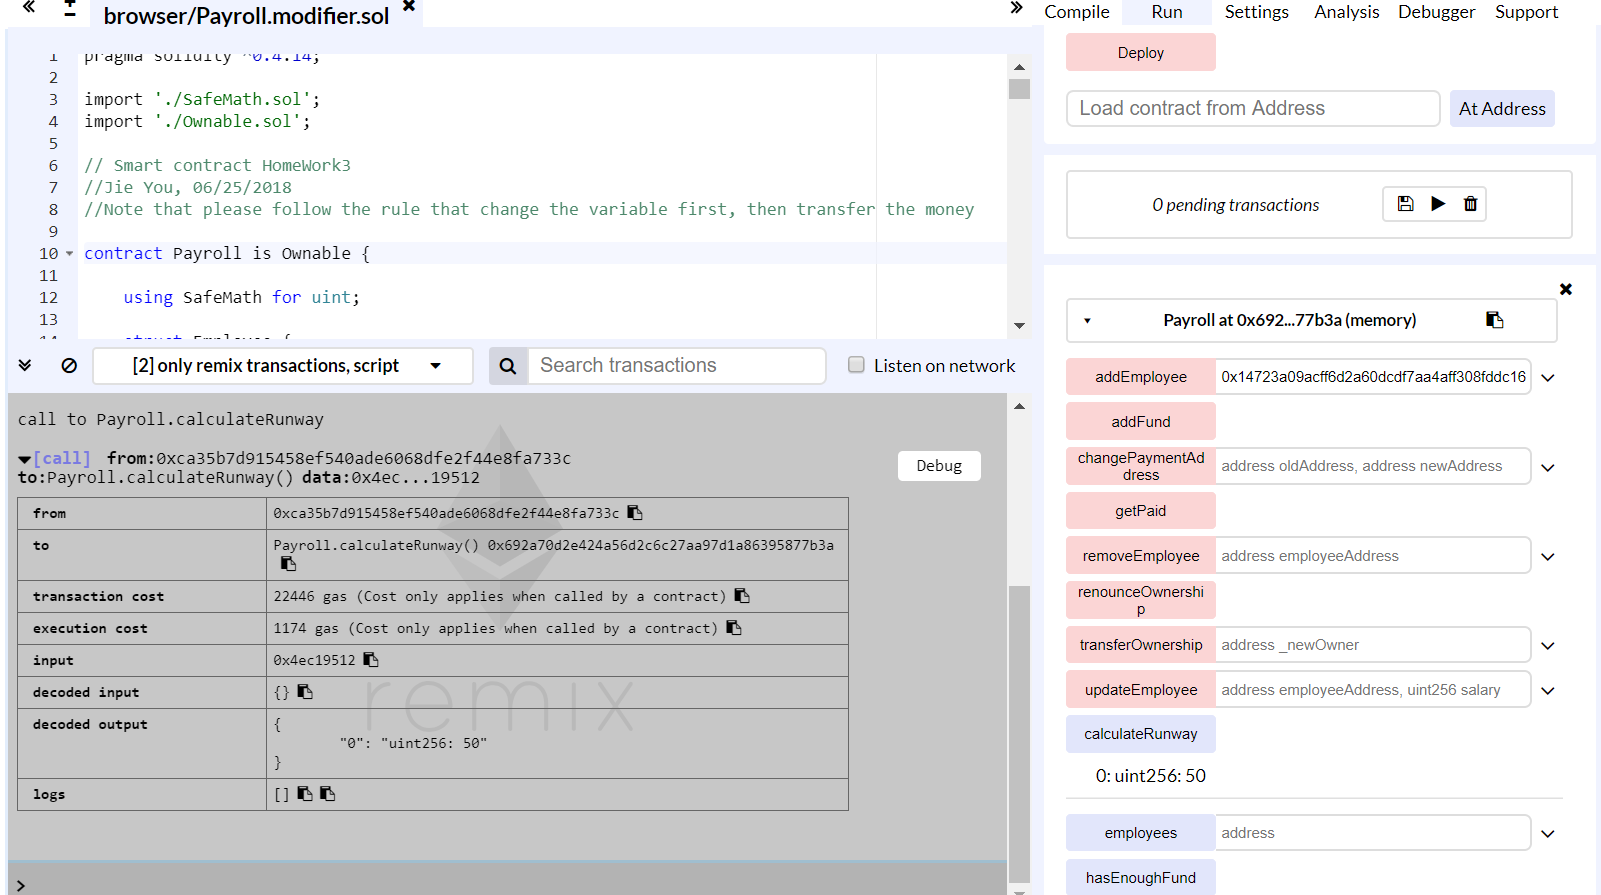 browser/Payroll.modifier.sol
1 pragma solidity ^0.4.14;
2
3 import './SafeMath.sol';
4 import './Ownable.sol';
5
6 // Smart contract HomeWork3
7 //Jie You, 06/25/2018
8 //Note that please follow the rule that change the variable first, then transfer the money
9
10 contract Payroll is Ownable {
11
12 using SafeMath for uint;
13
14 struct Employee {
[2] only remix transactions, script
Search transactions
Listen on network
call to Payroll.calculateRunway
[call] from:0xca35b7d915458ef540ade6068dfe2f44e8fa733c
to:Payroll.calculateRunway() data:0x4ec...19512
Debug
from 0xca35b7d915458ef540ade6068dfe2f44e8fa733c
to Payroll.calculateRunway() 0x692a70d2e424a56d2c6c27aa97d1a86395877b3a
transaction cost 22446 gas (Cost only applies when called by a contract)
execution cost 1174 gas (Cost only applies when called by a contract)
input 0x4ec19512
decoded input {}
decoded output {
"0": "uint256: 50"
}
logs []
remix
>
Compile Run Settings Analysis Debugger Support
Deploy
Load contract from Address At Address
0 pending transactions
Payroll at 0x692...77b3a (memory)
addEmployee 0x14723a09acff6d2a60dcdf7aa4aff308fddc16
addFund
changePaymentAd
dress address oldAddress, address newAddress
getPaid
removeEmployee address employeeAddress
renounceOwnershi
p
transferOwnership address _newOwner
updateEmployee address employeeAddress, uint256 salary
calculateRunway
0: uint256: 50
employees address
hasEnoughFund